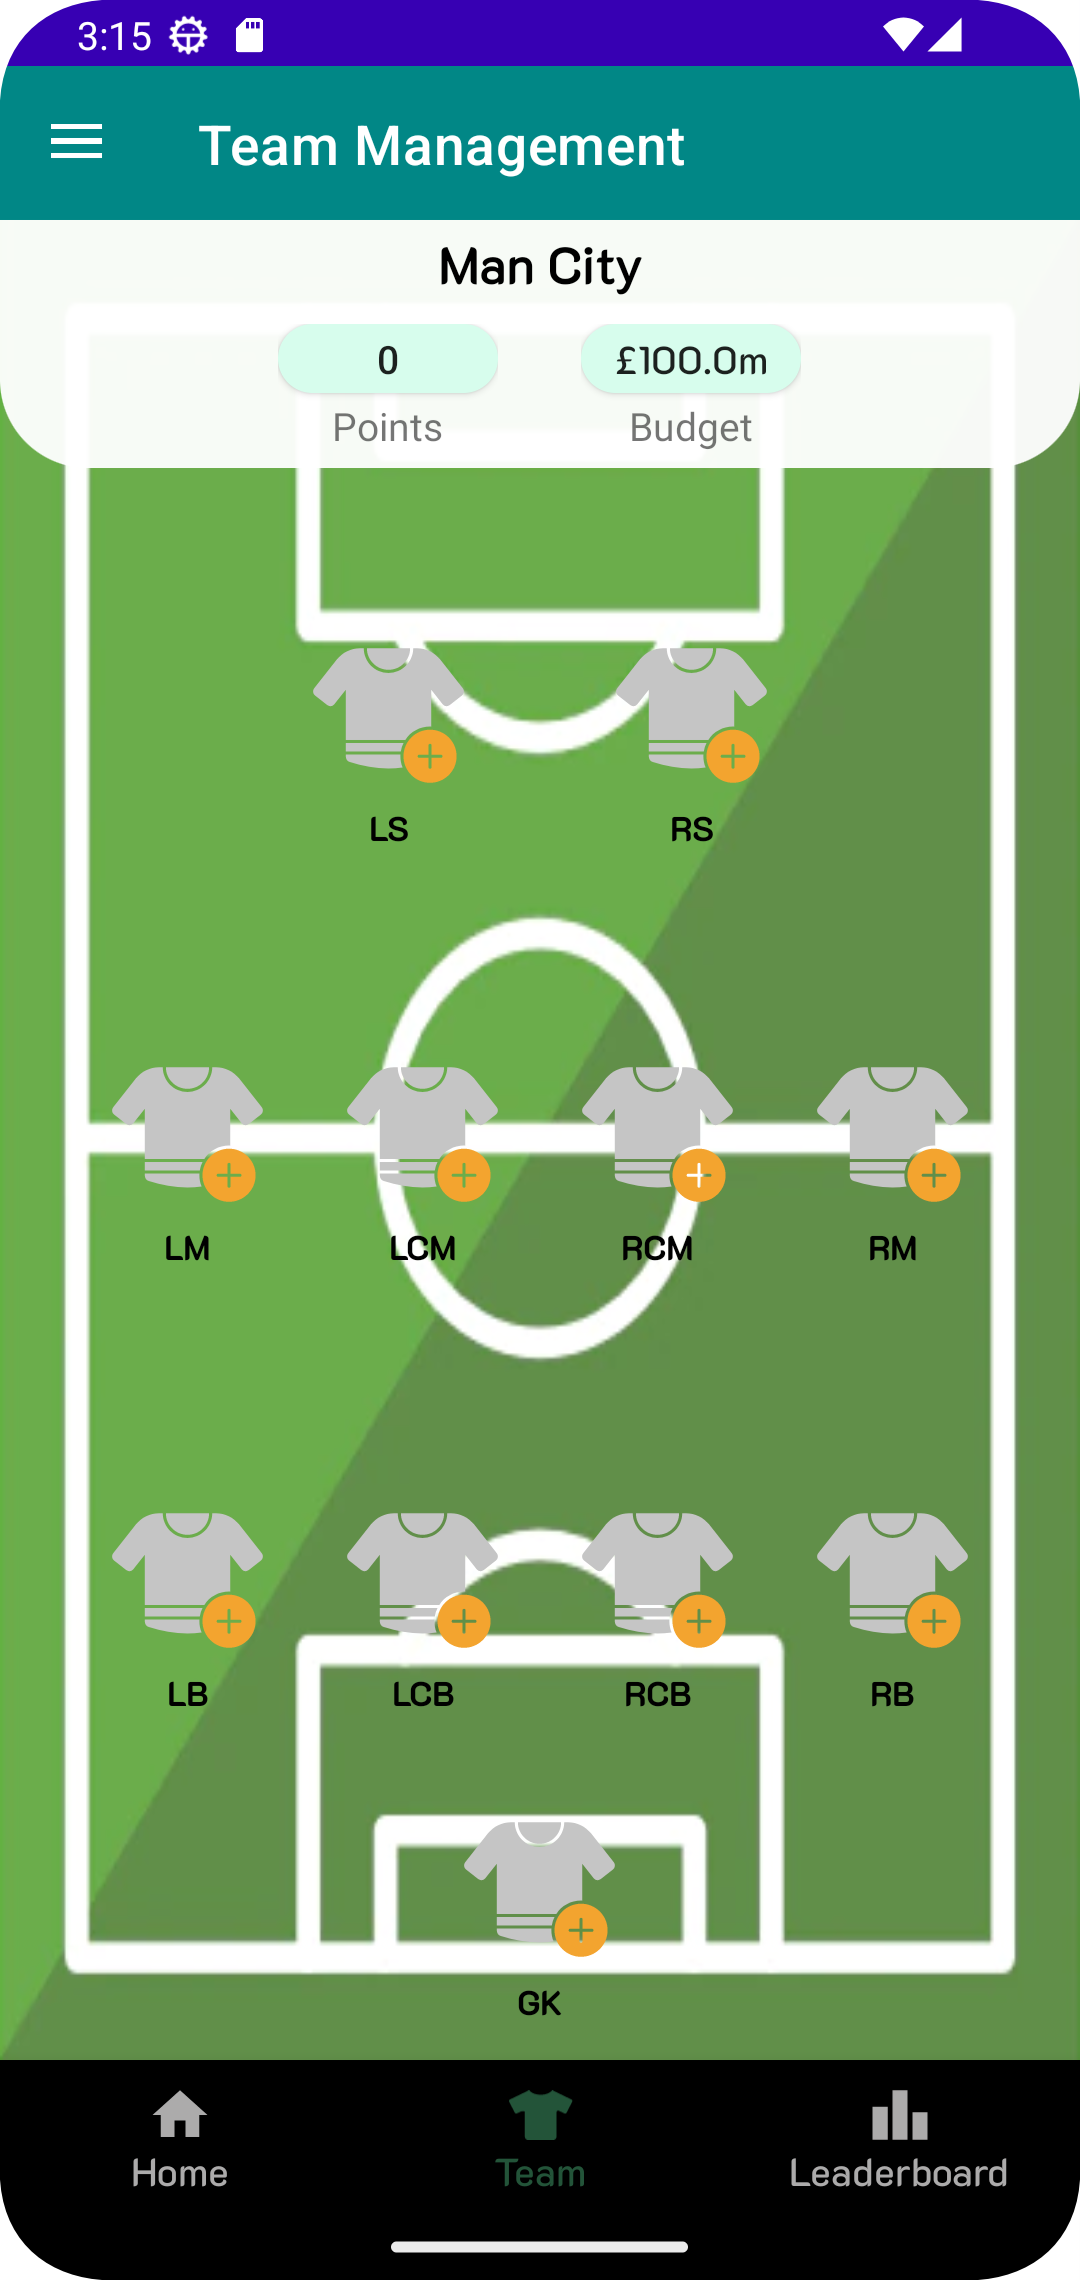 3:15
Team Management
Man City
0 £100.0m
Points Budget
LS RS
LM LCM RCM RM
LB LCB RCB RB
GK
Home Team Leaderboard